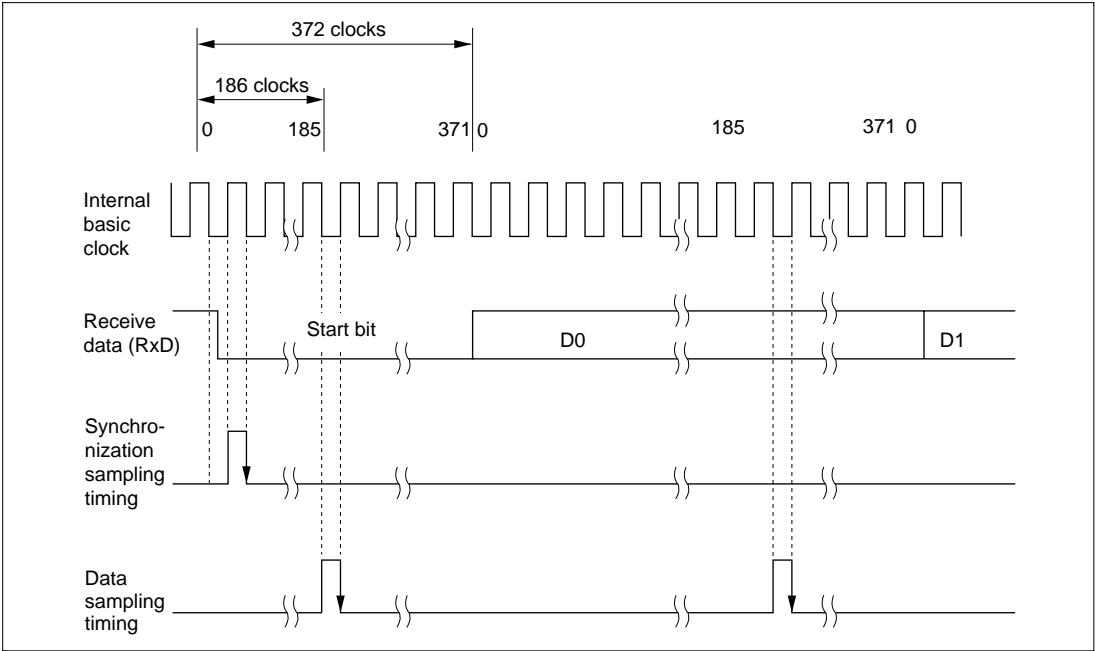 372 clocks
186 clocks
0 185 371 0 185 371 0
Internal
basic
clock
Receive
data (RxD)
Start bit
D0
D1
Synchro-
nization
sampling
timing
Data
sampling
timing